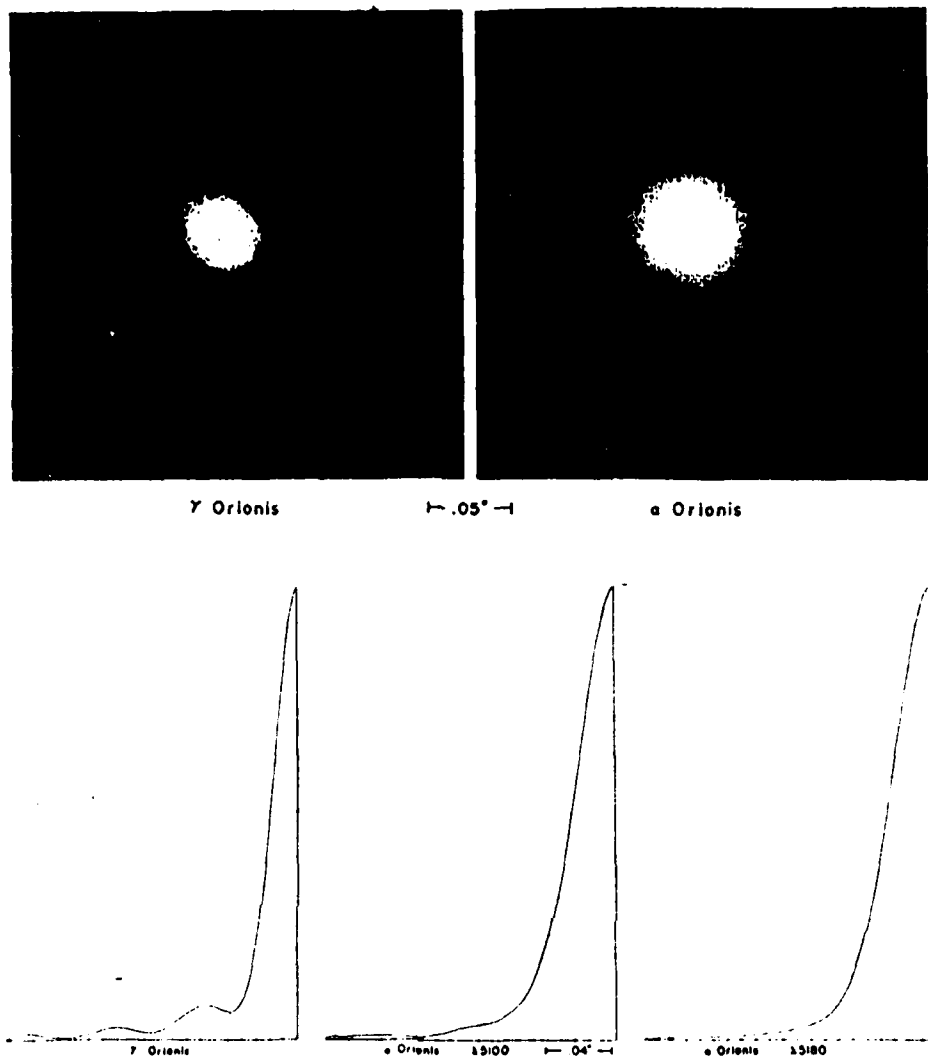 γ Orionis ⊢ .05" ⊣ α Orionis
γ Orionis α Orionis λ5100 ⊢ .04" ⊣ α Orionis λ5180